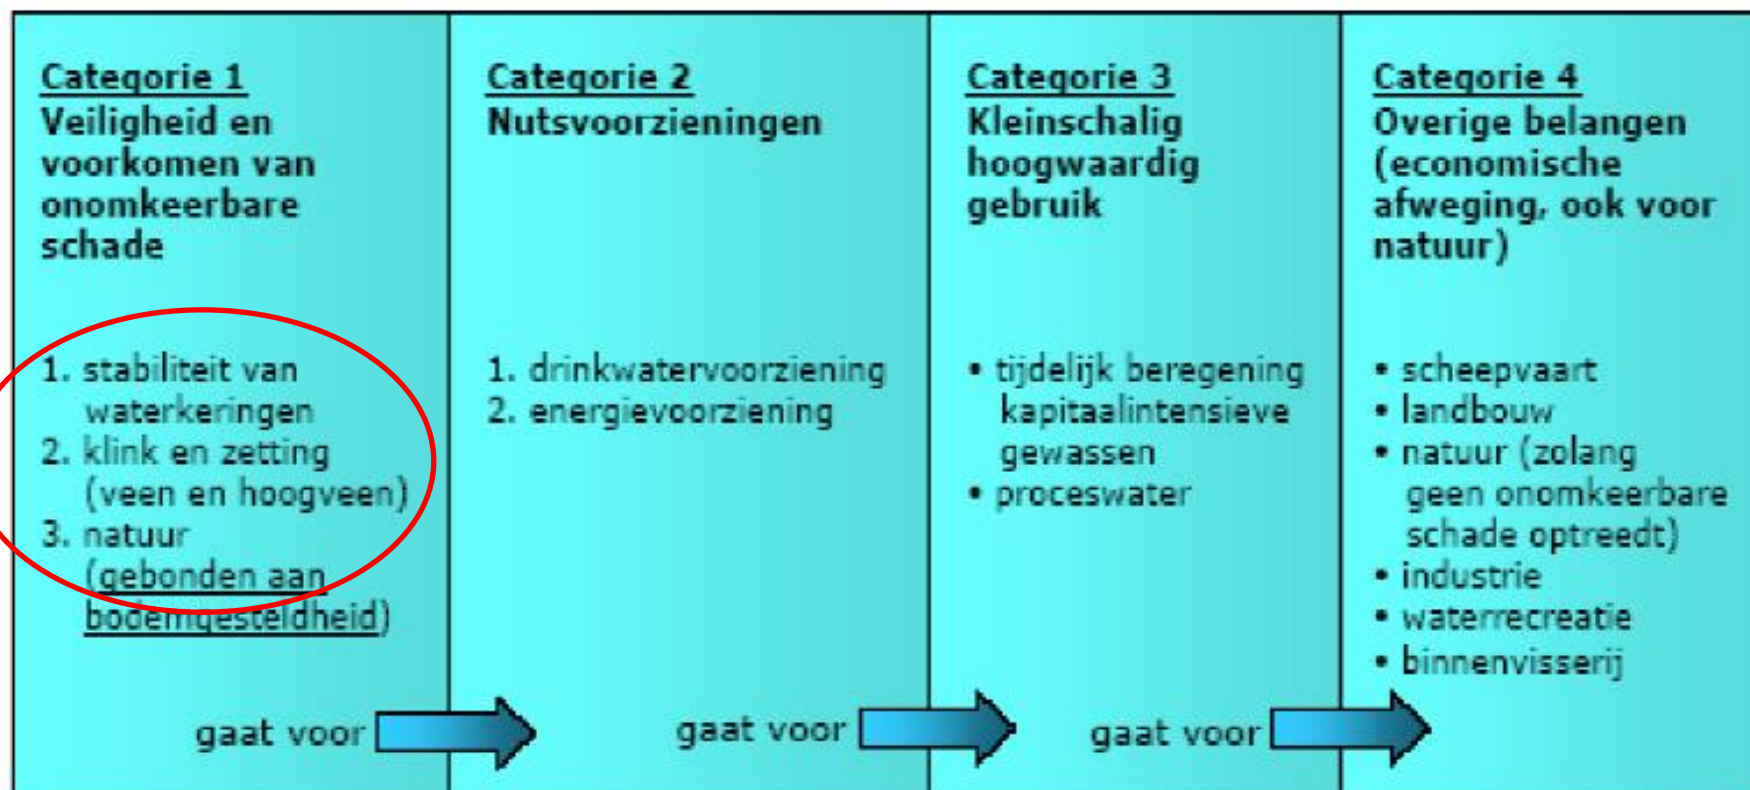 Categorie 1
Veiligheid en
voorkomen van
onomkeerbare
schade
1. stabiliteit van
waterkeringen
2. klink en zetting
(veen en hoogveen)
3. natuur
(gebonden aan
bodemgesteldheid)
gaat voor
Categorie 2
Nutsvoorzieningen
1. drinkwatervoorziening
2. energievoorziening
gaat voor
Categorie 3
Kleinschalig
hoogwaardig
gebruik
• tijdelijk beregening
kapitaalintensieve
gewassen
• proceswater
gaat voor
Categorie 4
Overige belangen
(economische
afweging, ook voor
natuur)
• scheepvaart
• landbouw
• natuur (zolang
geen onomkeerbare
schade optreedt)
• industrie
• waterrecreatie
• binnenvisserij